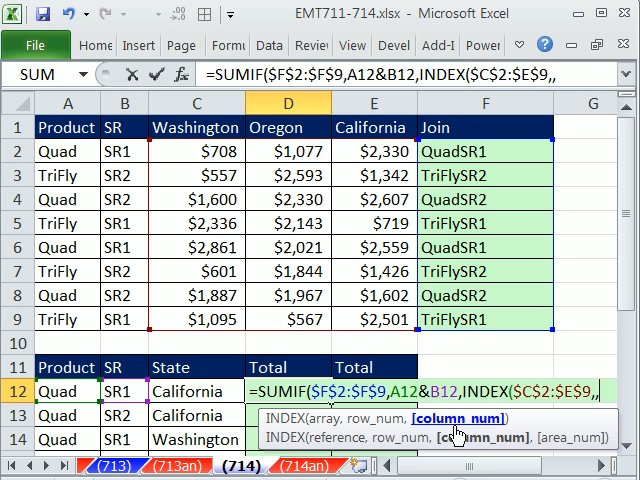 EMT711-714.xlsx - Microsoft Excel
File Home Insert Page Formu Data Revie View Devel Add-I Power
SUM =SUMIF($F$2:$F$9,A12&B12,INDEX($C$2:$E$9,,
A B C D E F G
1 Product SR Washington Oregon California Join
2 Quad SR1 $708 $1,077 $2,330 QuadSR1
3 TriFly SR2 $557 $2,593 $1,342 TriFlySR2
4 Quad SR2 $1,600 $2,330 $2,607 QuadSR2
5 TriFly SR1 $2,336 $2,143 $719 TriFlySR1
6 Quad SR1 $2,861 $2,021 $2,559 QuadSR1
7 TriFly SR2 $601 $1,844 $1,426 TriFlySR2
8 Quad SR2 $1,887 $1,967 $1,602 QuadSR2
9 TriFly SR1 $1,095 $567 $2,501 TriFlySR1
10
11 Product SR State Total Total
12 Quad SR1 California =SUMIF($F$2:$F$9,A12&B12,INDEX($C$2:$E$9,,
13 Quad SR2 California
INDEX(array, row_num, [column_num])
14 Quad SR1 Washington
INDEX(reference, row_num, [column_num], [area_num])
(713) (713an) (714) (714an)